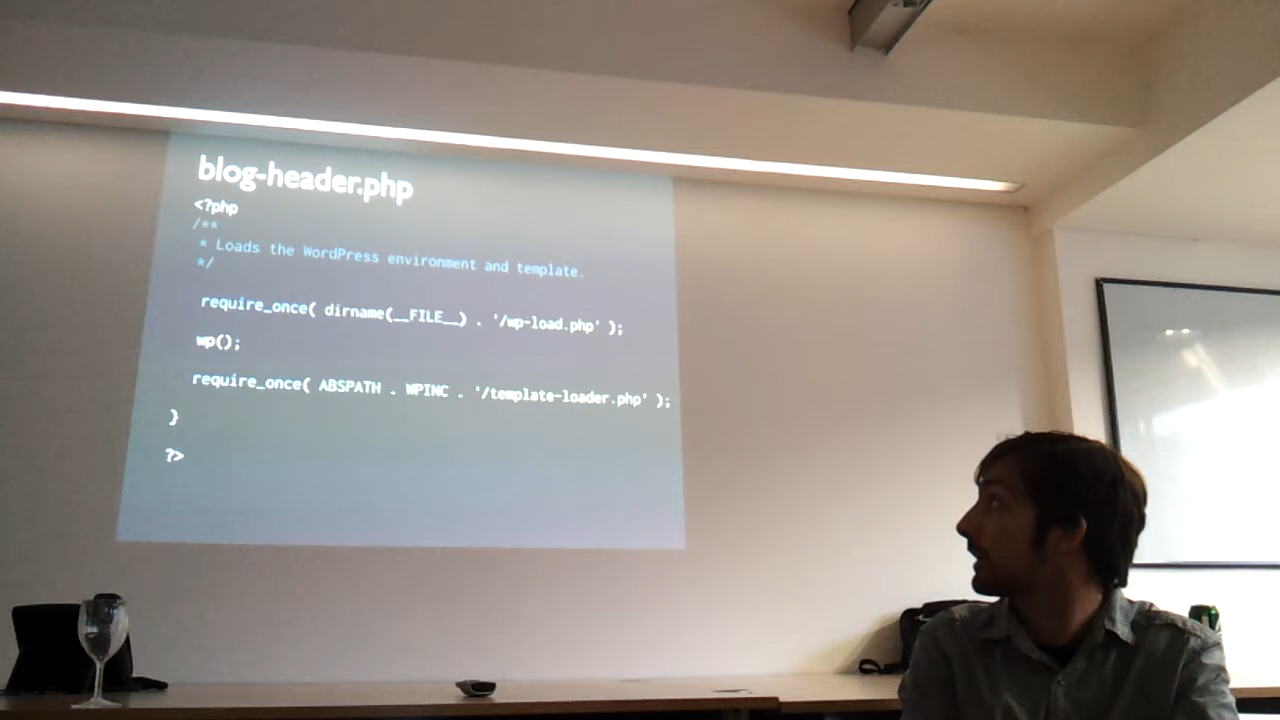 blog-header.php
<?php
/**
* Loads the WordPress environment and template.
*/
require_once( dirname(__FILE__) . '/wp-load.php' );
wp();
require_once( ABSPATH . WPINC . '/template-loader.php' );
}
?>